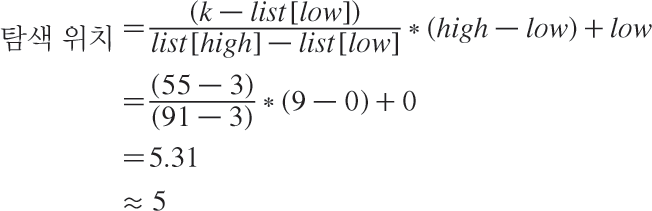 탐색 위치 = (k − list[low]) / list[high] − list[low] * (high − low) + low
= (55 − 3) / (91 − 3) * (9 − 0) + 0
= 5.31
≈ 5